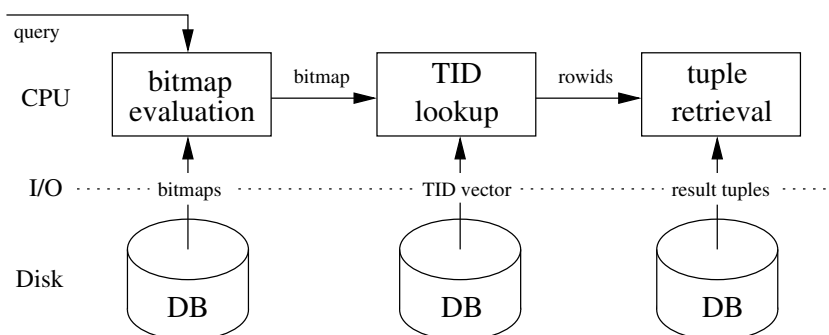 query
CPU
bitmap
evaluation
bitmap
TID
lookup
rowids
tuple
retrieval
I/O
bitmaps
TID vector
result tuples
Disk
DB
DB
DB